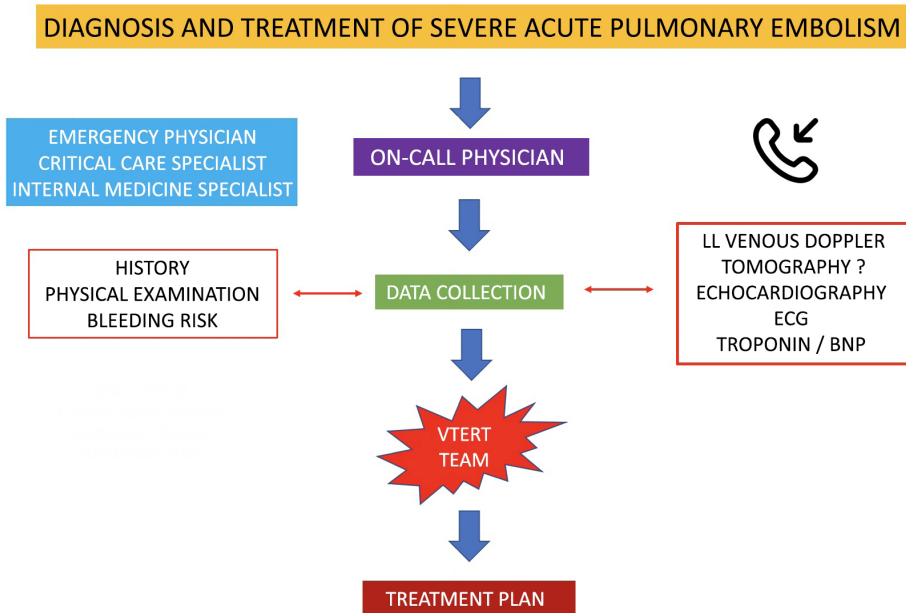 DIAGNOSIS AND TREATMENT OF SEVERE ACUTE PULMONARY EMBOLISM
EMERGENCY PHYSICIAN
CRITICAL CARE SPECIALIST
INTERNAL MEDICINE SPECIALIST
ON-CALL PHYSICIAN
HISTORY
PHYSICAL EXAMINATION
BLEEDING RISK
DATA COLLECTION
LL VENOUS DOPPLER
TOMOGRAPHY ?
ECHOCARDIOGRAPHY
ECG
TROPONIN / BNP
VTERT
TEAM
TREATMENT PLAN